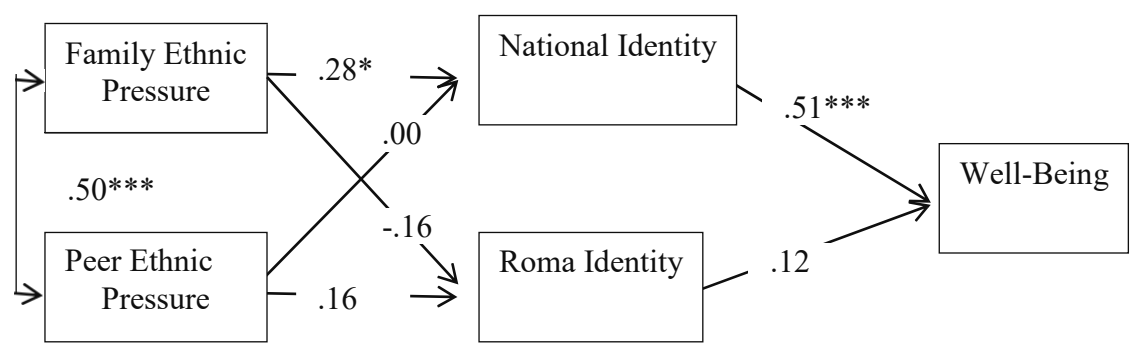 Family Ethnic
Pressure
.28*
National Identity
.00
.51***
Well-Being
.50***
-.16
Peer Ethnic
Pressure
.16
Roma Identity
.12